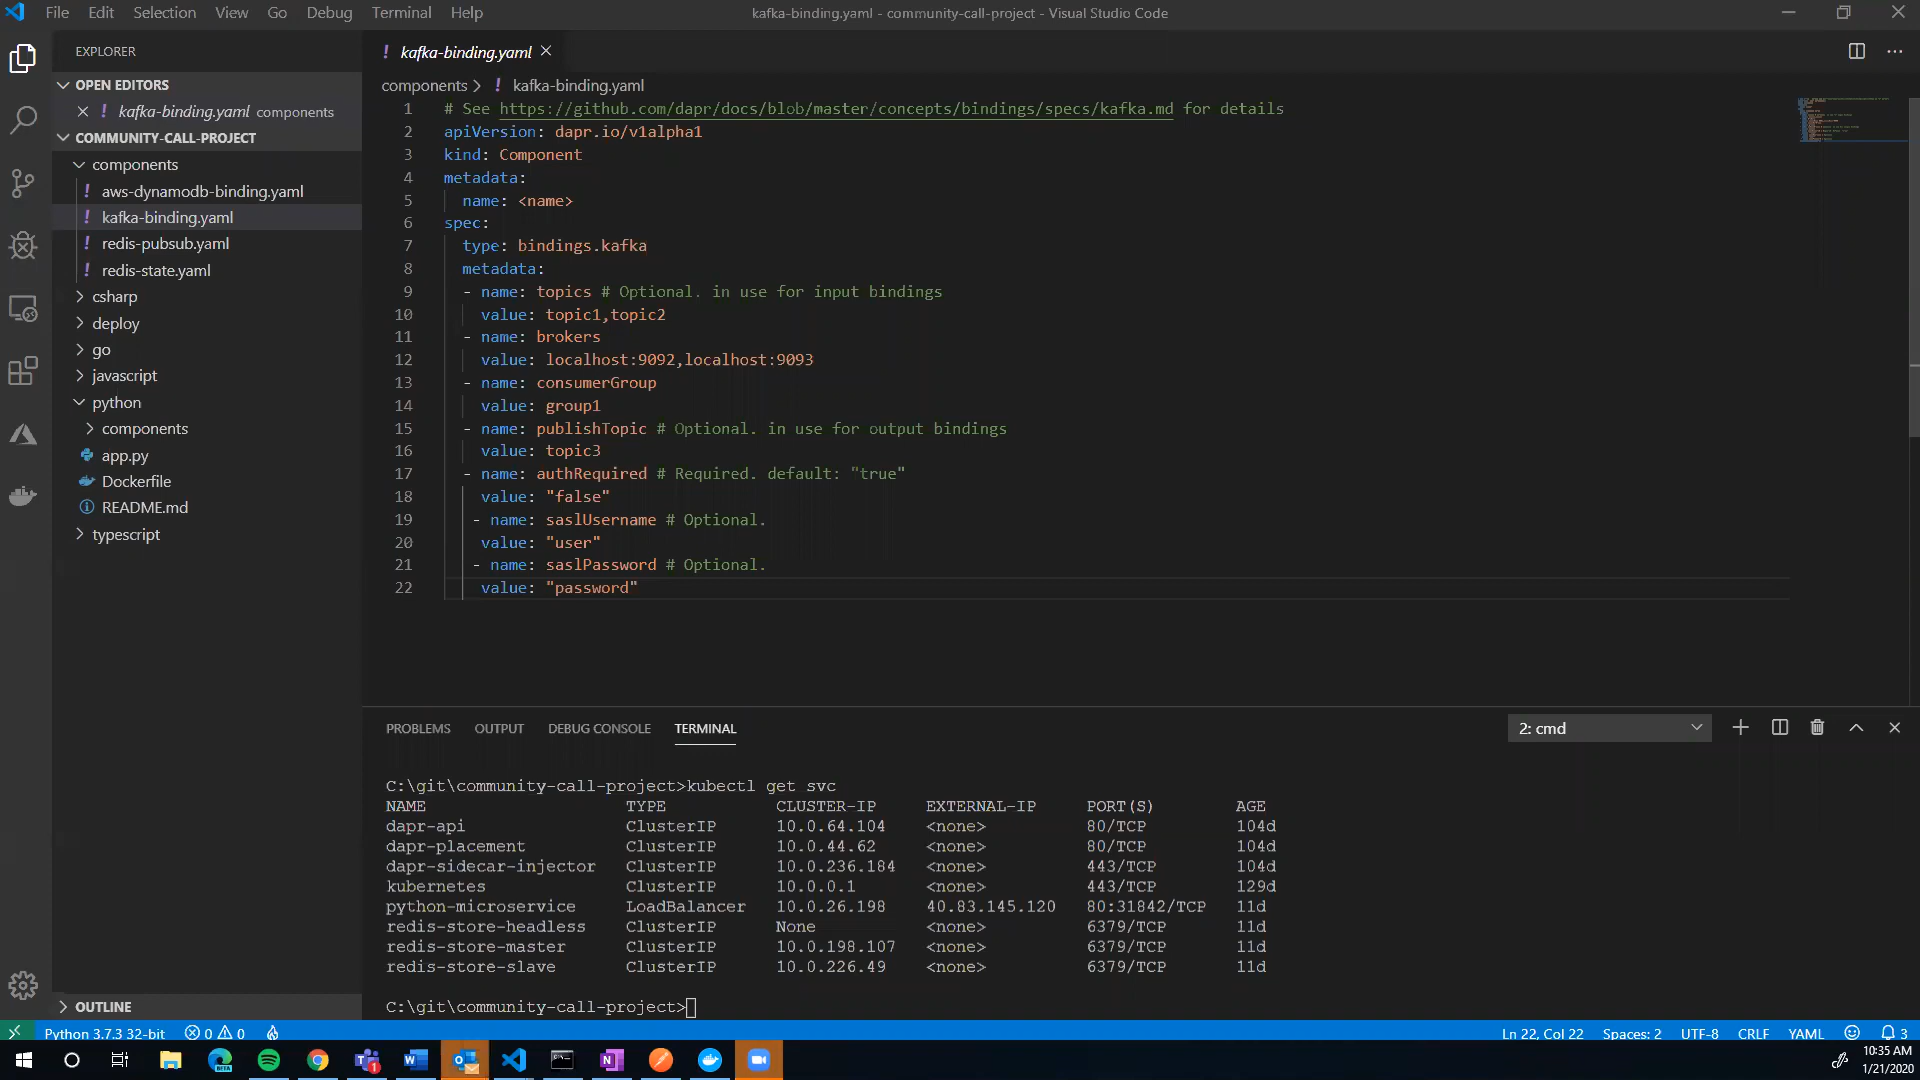 File Edit Selection View Go Debug Terminal Help
kafka-binding.yaml - community-call-project - Visual Studio Code
EXPLORER
OPEN EDITORS
kafka-binding.yaml components
COMMUNITY-CALL-PROJECT
components
! aws-dynamodb-binding.yaml
! kafka-binding.yaml
! redis-pubsub.yaml
! redis-state.yaml
csharp
deploy
go
javascript
python
components
app.py
Dockerfile
README.md
typescript
OUTLINE
! kafka-binding.yaml
components > ! kafka-binding.yaml
1 # See https://github.com/dapr/docs/blob/master/concepts/bindings/specs/kafka.md for details
2 apiVersion: dapr.io/v1alpha1
3 kind: Component
4 metadata:
5 name: <name>
6 spec:
7 type: bindings.kafka
8 metadata:
9 - name: topics # Optional. in use for input bindings
10 value: topic1,topic2
11 - name: brokers
12 value: localhost:9092,localhost:9093
13 - name: consumerGroup
14 value: group1
15 - name: publishTopic # Optional. in use for output bindings
16 value: topic3
17 - name: authRequired # Required. default: "true"
18 value: "false"
19 - name: saslUsername # Optional.
20 value: "user"
21 - name: saslPassword # Optional.
22 value: "password"
PROBLEMS OUTPUT DEBUG CONSOLE TERMINAL
2: cmd
C:\git\community-call-project>kubectl get svc
NAME TYPE CLUSTER-IP EXTERNAL-IP PORT(S) AGE
dapr-api ClusterIP 10.0.64.104 <none> 80/TCP 104d
dapr-placement ClusterIP 10.0.44.62 <none> 80/TCP 104d
dapr-sidecar-injector ClusterIP 10.0.236.184 <none> 443/TCP 104d
kubernetes ClusterIP 10.0.0.1 <none> 443/TCP 129d
python-microservice LoadBalancer 10.0.26.198 40.83.145.120 80:31842/TCP 11d
redis-store-headless ClusterIP None <none> 6379/TCP 11d
redis-store-master ClusterIP 10.0.198.107 <none> 6379/TCP 11d
redis-store-slave ClusterIP 10.0.226.49 <none> 6379/TCP 11d
C:\git\community-call-project>
Python 3.7.3 32-bit 0 0
Ln 22, Col 22 Spaces: 2 UTF-8 CRLF YAML 3
10:35 AM
1/21/2020